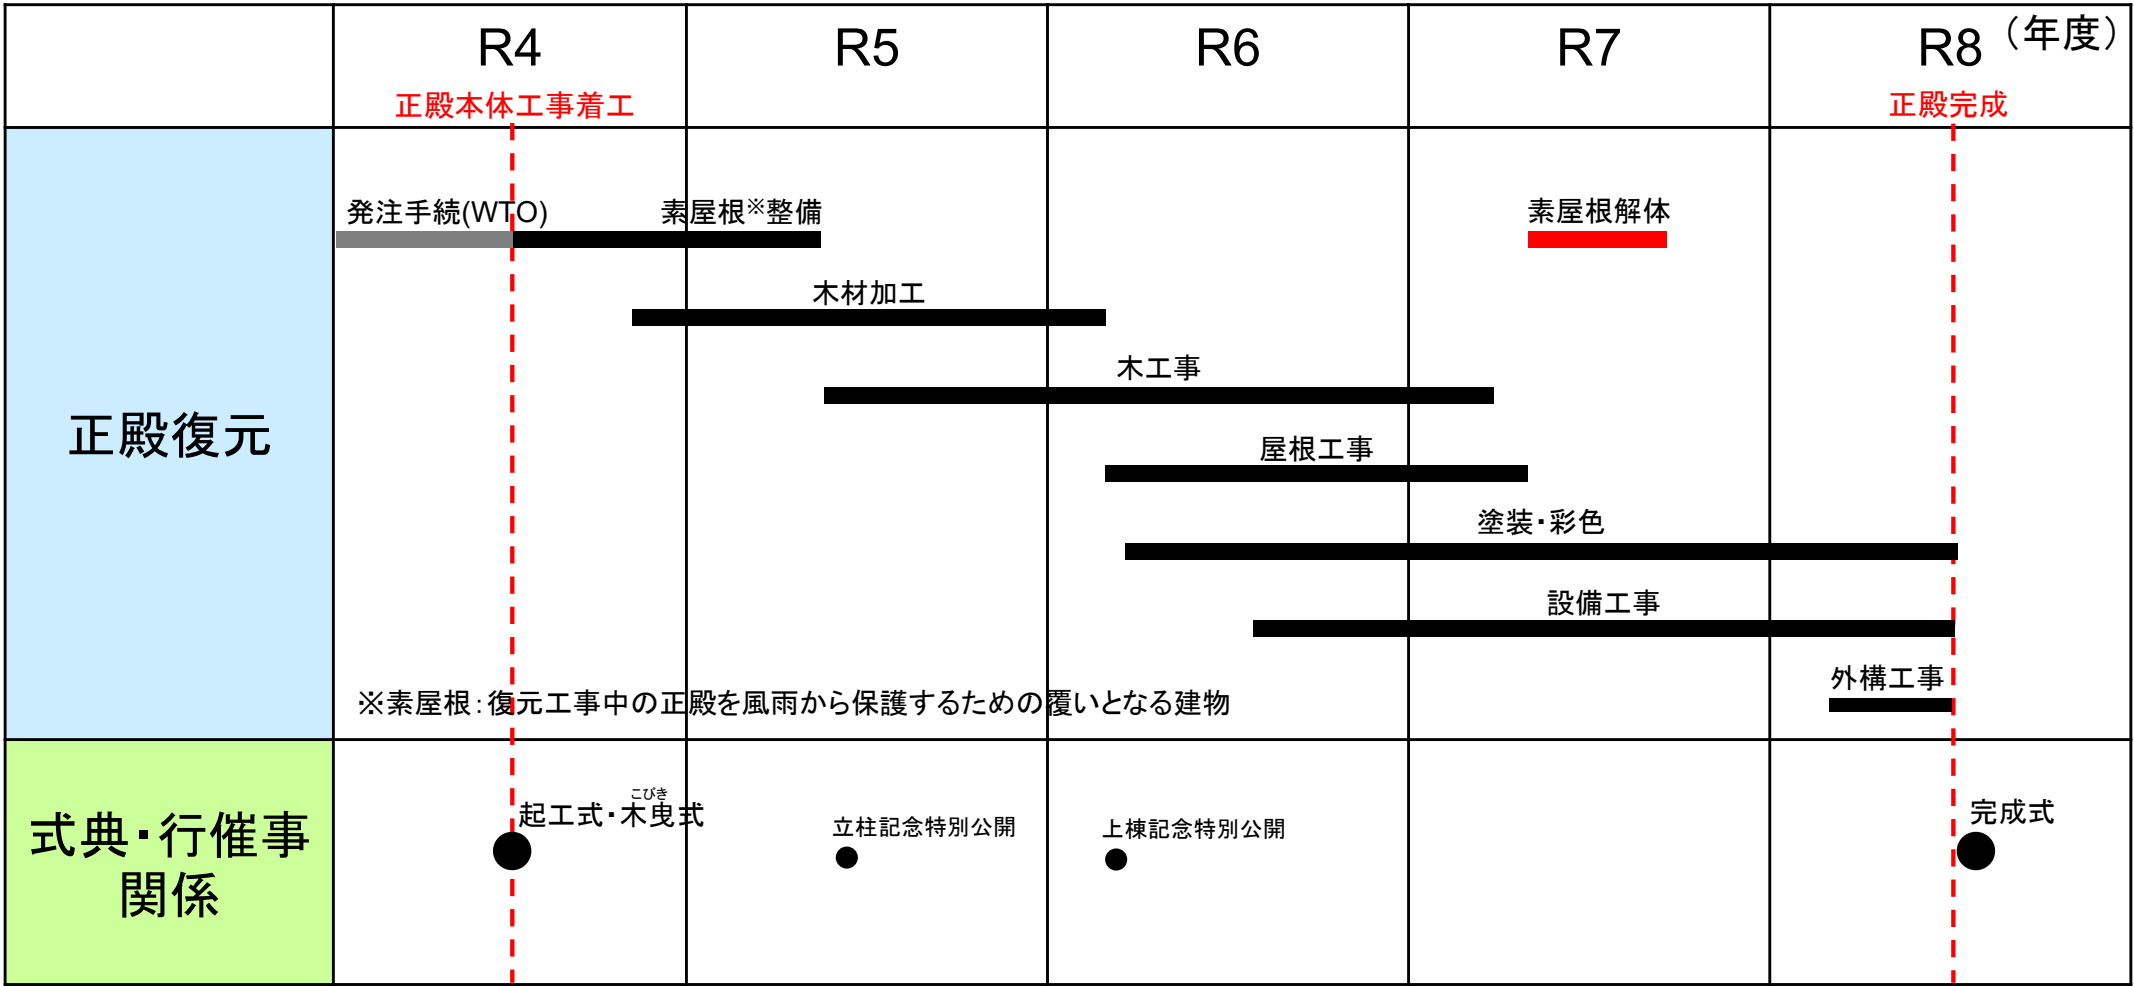 R4
R5
R6
R7
R8
（年度）
正殿本体工事着工
正殿完成
正殿復元
発注手続(WTO)
素屋根※整備
素屋根解体
木材加工
木工事
屋根工事
塗装・彩色
設備工事
外構工事
※素屋根：復元工事中の正殿を風雨から保護するための覆いとなる建物
式典・行催事
関係
こびき
起工式・木曳式
立柱記念特別公開
上棟記念特別公開
完成式